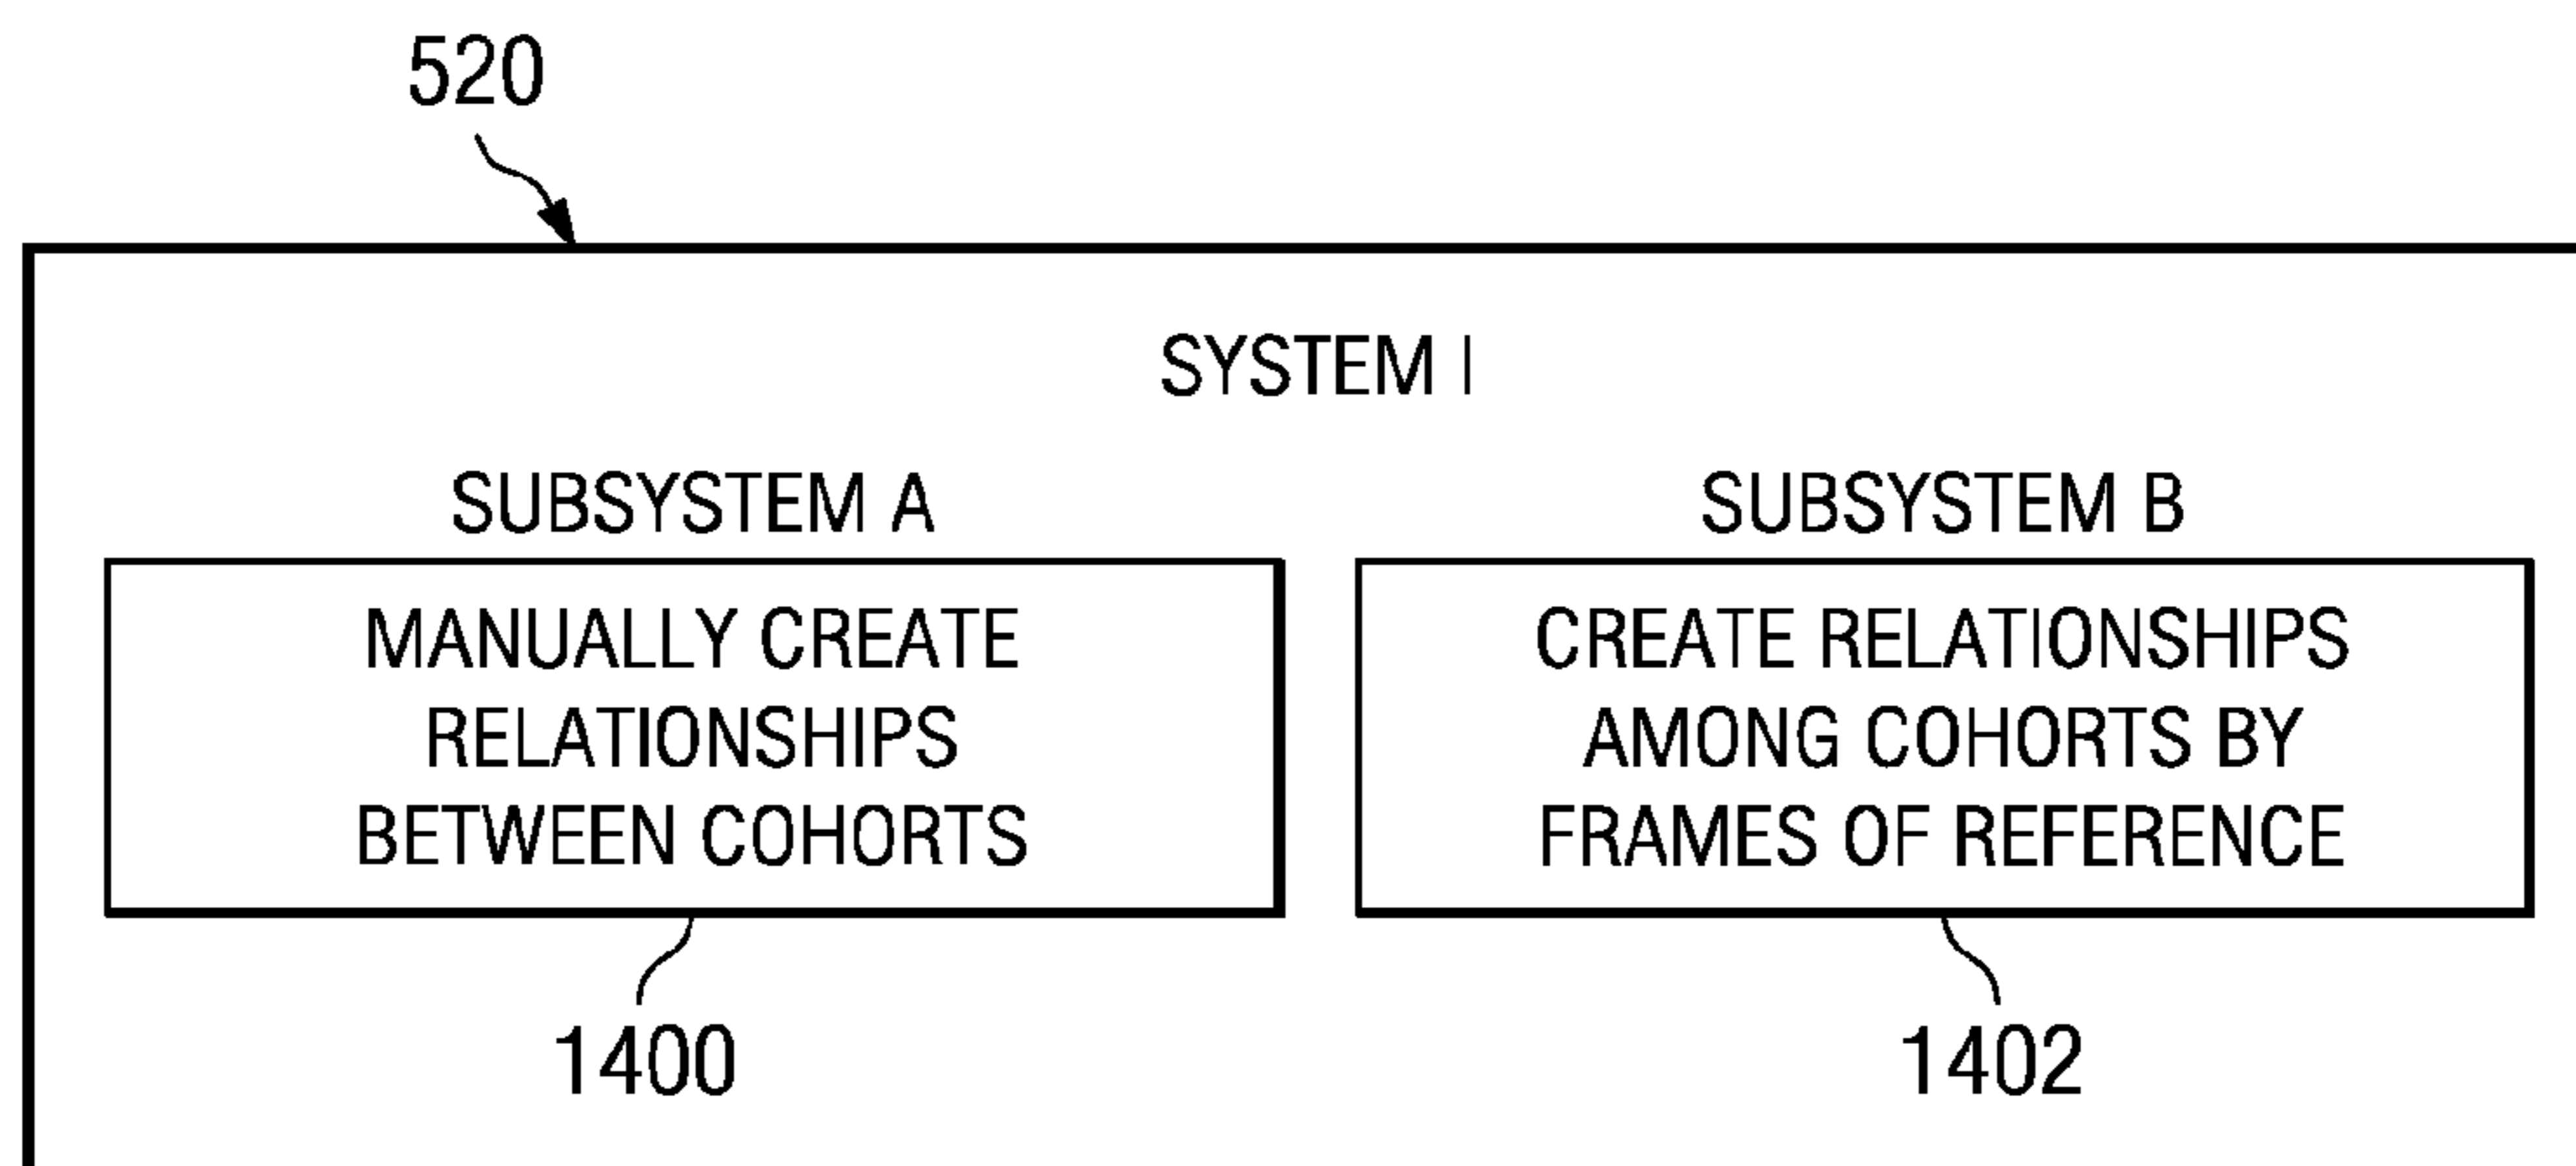 520
SYSTEM I
SUBSYSTEM A
MANUALLY CREATE
RELATIONSHIPS
BETWEEN COHORTS
1400
SUBSYSTEM B
CREATE RELATIONSHIPS
AMONG COHORTS BY
FRAMES OF REFERENCE
1402